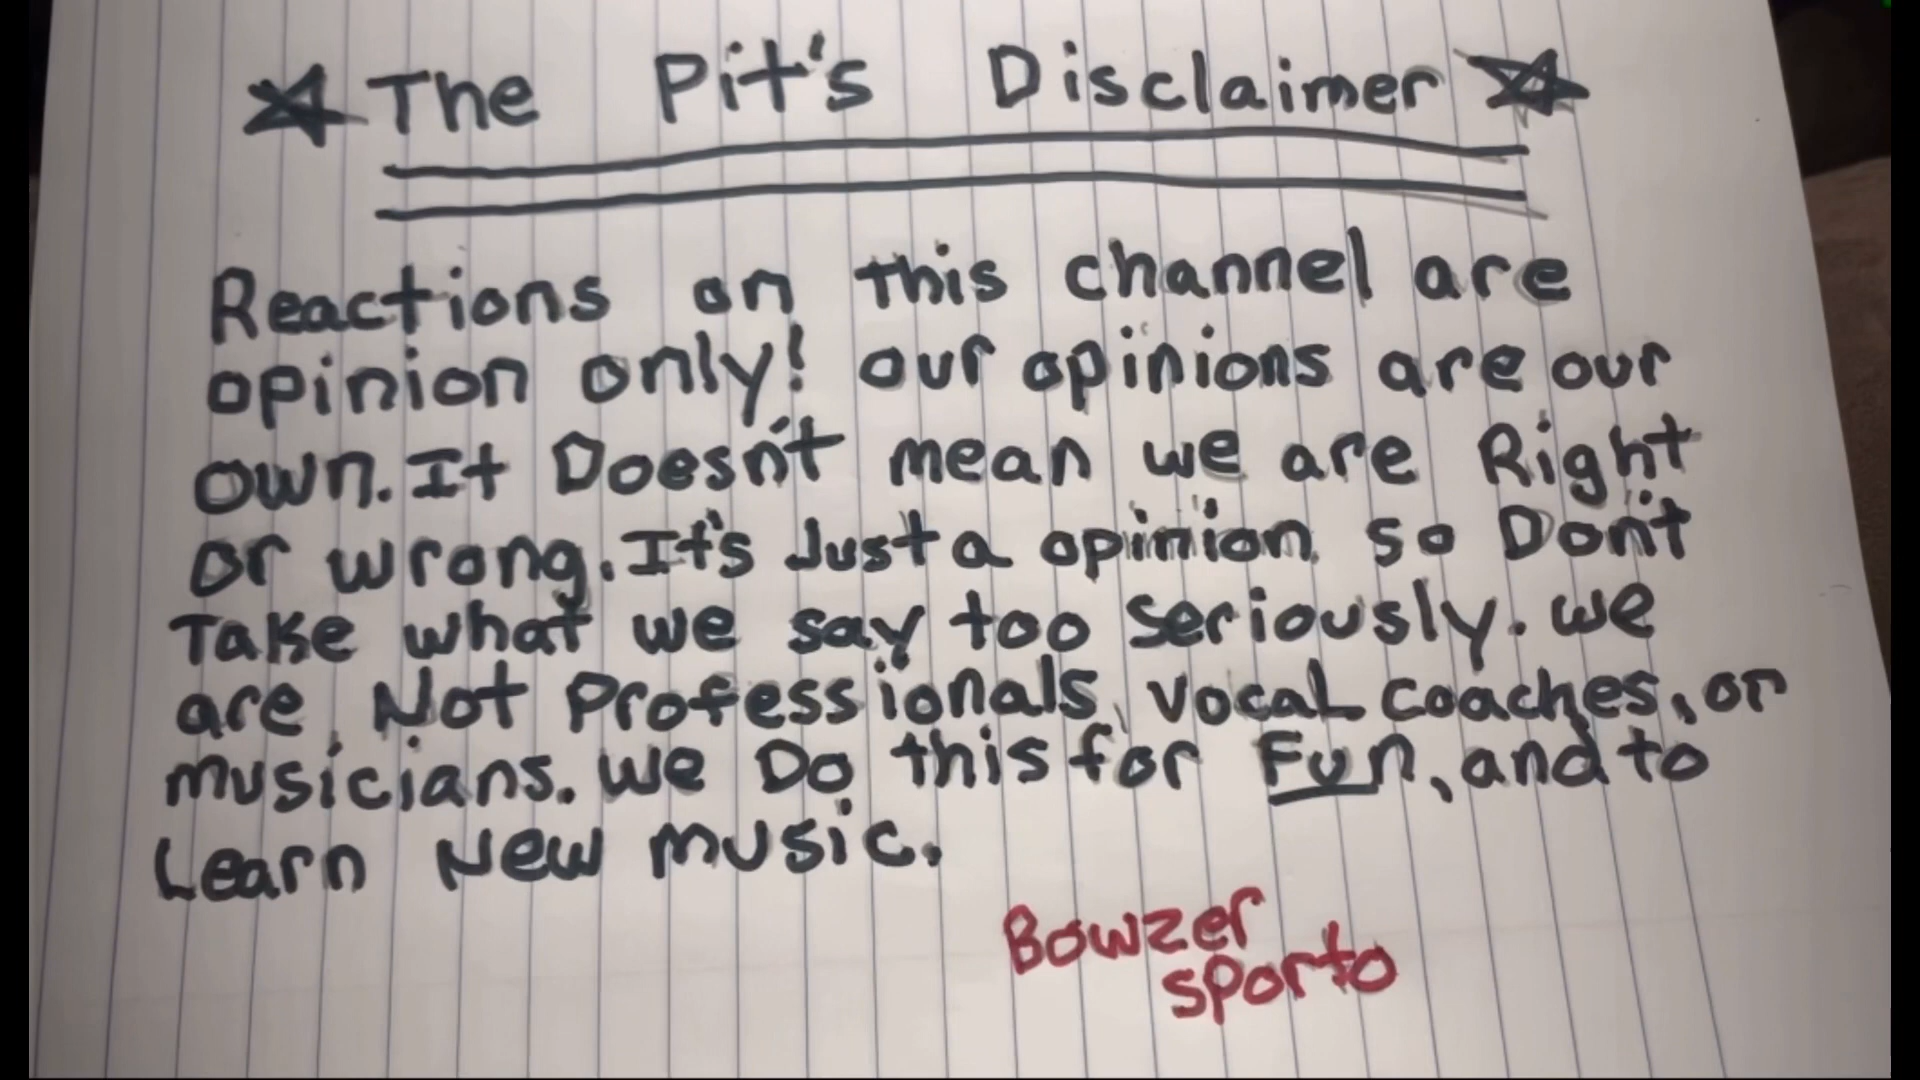 ☆ The Pit's Disclaimer ☆
Reactions on this channel are
opinion only! our opinions are our
own. It Doesn't mean we are Right
or wrong. It's Just a opinion so Don't
Take what we say too seriously. we
are Not Professionals, vocal coaches, or
musicians. we Do this for Fun, and to
Learn New music.
Bowzer
sporto